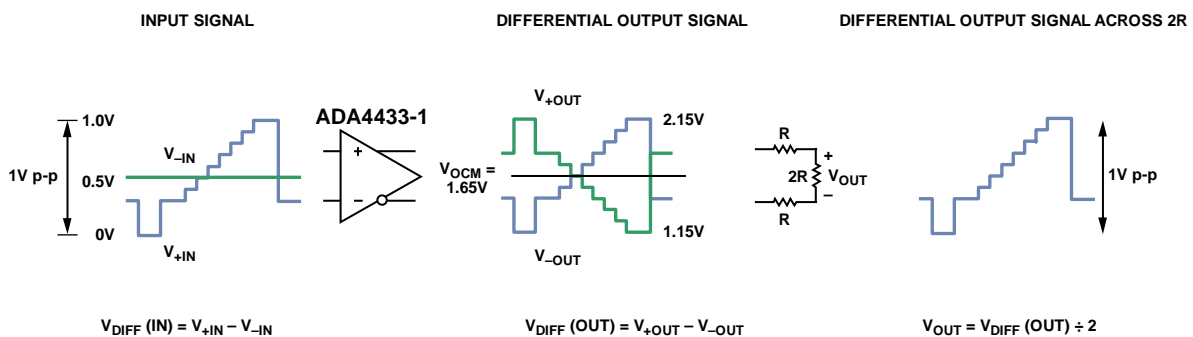 INPUT SIGNAL
DIFFERENTIAL OUTPUT SIGNAL
DIFFERENTIAL OUTPUT SIGNAL ACROSS 2R
1V p-p
1.0V
0.5V
0V
V–IN
V+IN
ADA4433-1
+
–
V+OUT
VOCM =
1.65V
2.15V
1.15V
V–OUT
R
2R
R
+
VOUT
–
1V p-p
VDIFF (IN) = V+IN – V–IN
VDIFF (OUT) = V+OUT – V–OUT
VOUT = VDIFF (OUT) ÷ 2